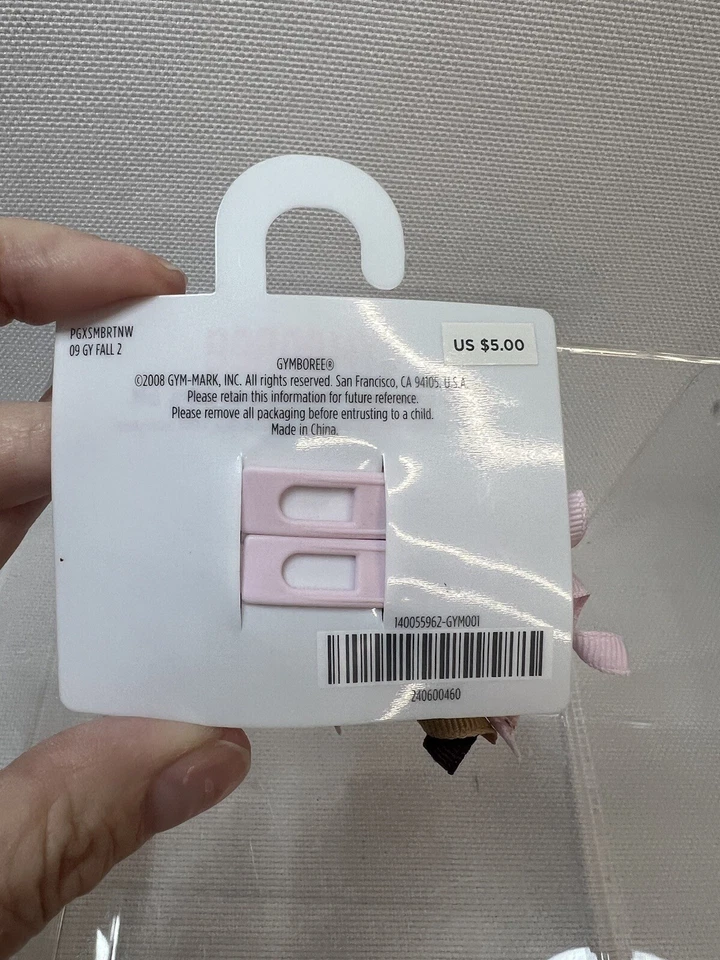 PGXSMBRTNW
09 GY FALL 2
US $5.00
GYMBOREE®
©2008 GYM-MARK, INC. All rights reserved. San Francisco, CA 94105, U.S.A.
Please retain this information for future reference.
Please remove all packaging before entrusting to a child.
Made in China.
140055962-GYM001
240600460